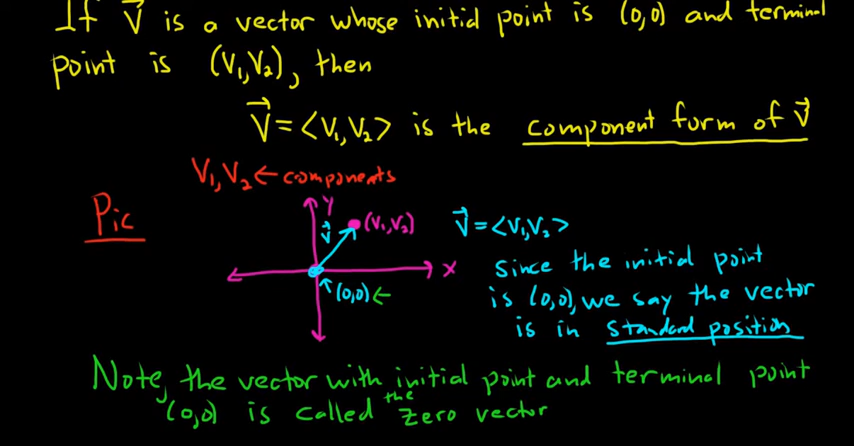 If V⃗ is a vector whose initial point is (0,0) and terminal
point is (V₁,V₂), then
V⃗ = <V₁,V₂> is the component form of V⃗
V₁,V₂ ← components
Pic
Y
V⃗
(V₁,V₂)
X
(0,0) ←
V⃗ = <V₁,V₂>
since the initial point
is (0,0), we say the vector
is in standard position
Note, the vector with initial point and terminal point
(0,0) is called the zero vector